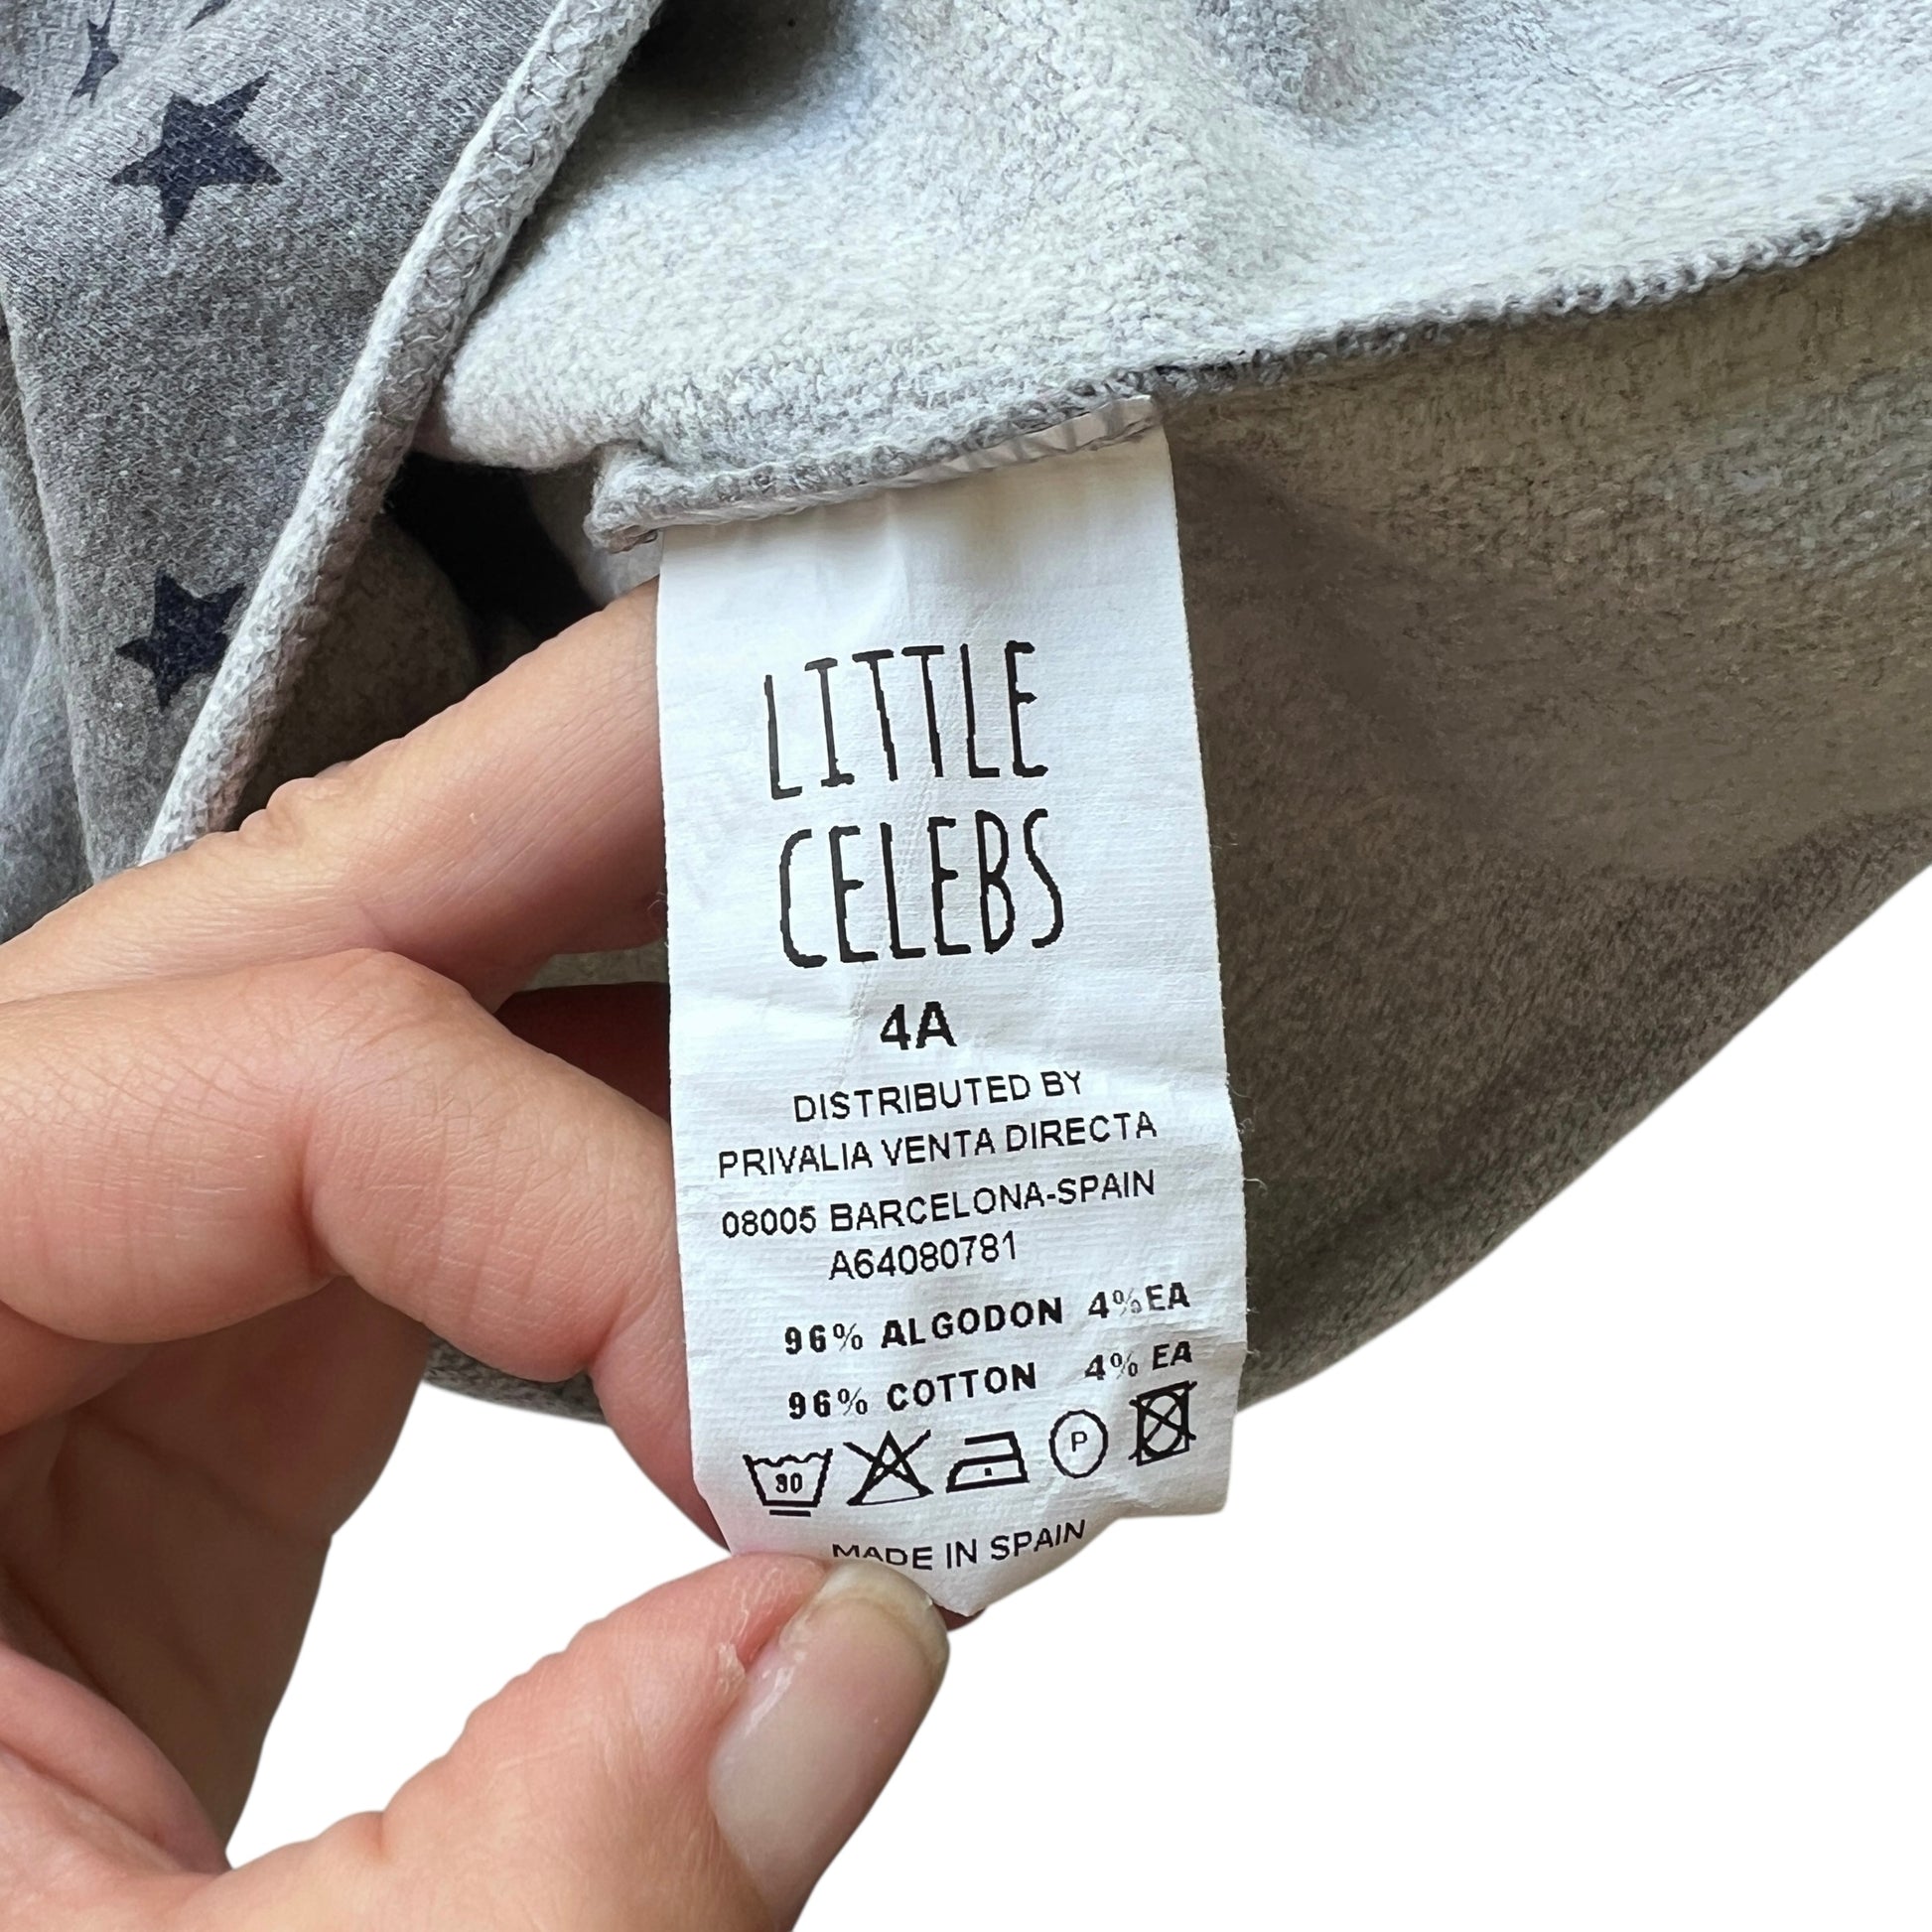 LITTLE
CELEBS
4A
DISTRIBUTED BY
PRIVALIA VENTA DIRECTA
08005 BARCELONA-SPAIN
A64080781
96% ALGODON 4% EA
96% COTTON 4% EA
30 P
MADE IN SPAIN